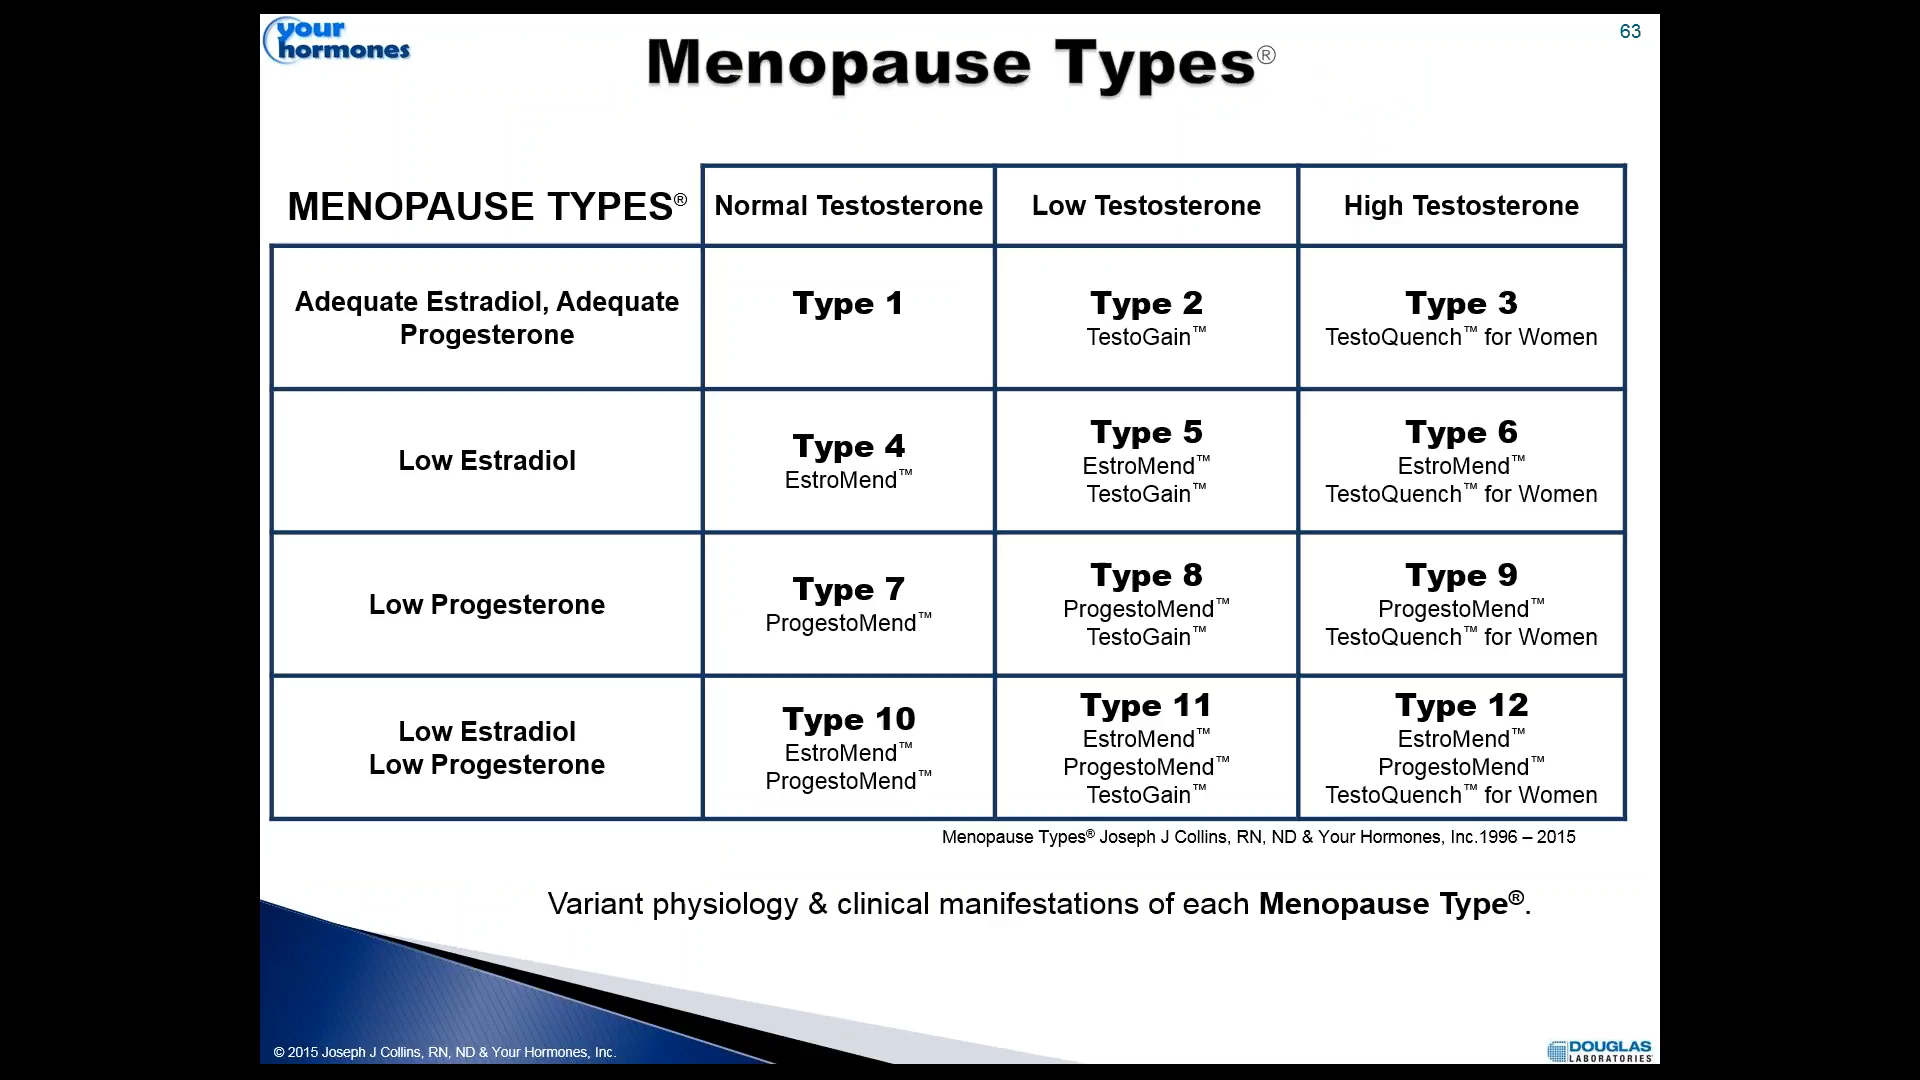 your
hormones
63
Menopause Types®
MENOPAUSE TYPES®
Normal Testosterone
Low Testosterone
High Testosterone
Adequate Estradiol, Adequate
Progesterone
Type 1
Type 2
TestoGain™
Type 3
TestoQuench™ for Women
Low Estradiol
Type 4
EstroMend™
Type 5
EstroMend™
TestoGain™
Type 6
EstroMend™
TestoQuench™ for Women
Low Progesterone
Type 7
ProgestoMend™
Type 8
ProgestoMend™
TestoGain™
Type 9
ProgestoMend™
TestoQuench™ for Women
Low Estradiol
Low Progesterone
Type 10
EstroMend™
ProgestoMend™
Type 11
EstroMend™
ProgestoMend™
TestoGain™
Type 12
EstroMend™
ProgestoMend™
TestoQuench™ for Women
Menopause Types® Joseph J Collins, RN, ND & Your Hormones, Inc.1996 – 2015
Variant physiology & clinical manifestations of each Menopause Type®.
© 2015 Joseph J Collins, RN, ND & Your Hormones, Inc.
DOUGLAS
LABORATORIES